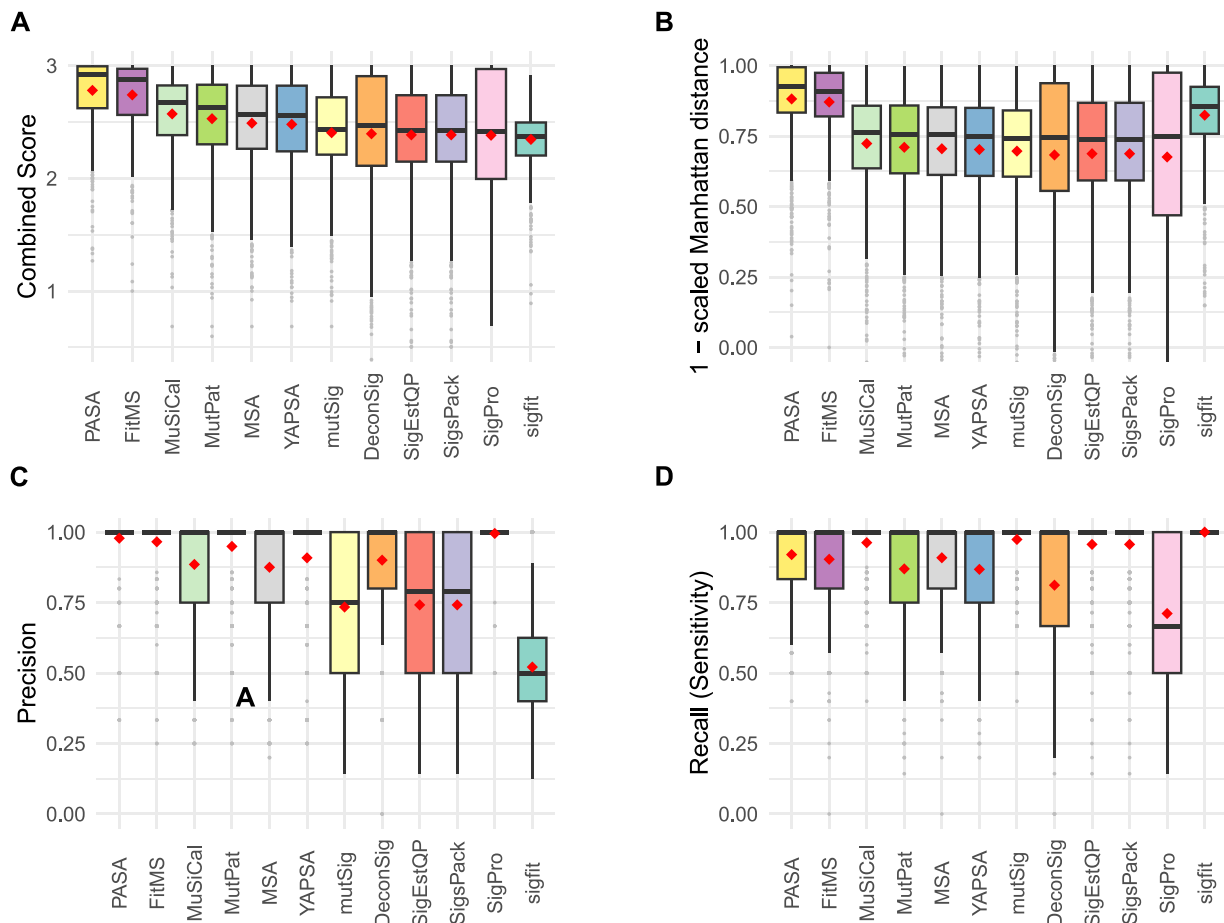 A
Combined Score
3
2
1
PASA
FitMS
MuSiCal
MutPat
MSA
YAPSA
mutSig
DeconSig
SigEstQP
SigsPack
SigPro
sigfit
B
1 − scaled Manhattan distance
1.00
0.75
0.50
0.25
0.00
PASA
FitMS
MuSiCal
MutPat
MSA
YAPSA
mutSig
DeconSig
SigEstQP
SigsPack
SigPro
sigfit
C
Precision
1.00
0.75
0.50
0.25
0.00
A
PASA
FitMS
MuSiCal
MutPat
MSA
YAPSA
mutSig
DeconSig
SigEstQP
SigsPack
SigPro
sigfit
D
Recall (Sensitivity)
1.00
0.75
0.50
0.25
0.00
PASA
FitMS
MuSiCal
MutPat
MSA
YAPSA
mutSig
DeconSig
SigEstQP
SigsPack
SigPro
sigfit